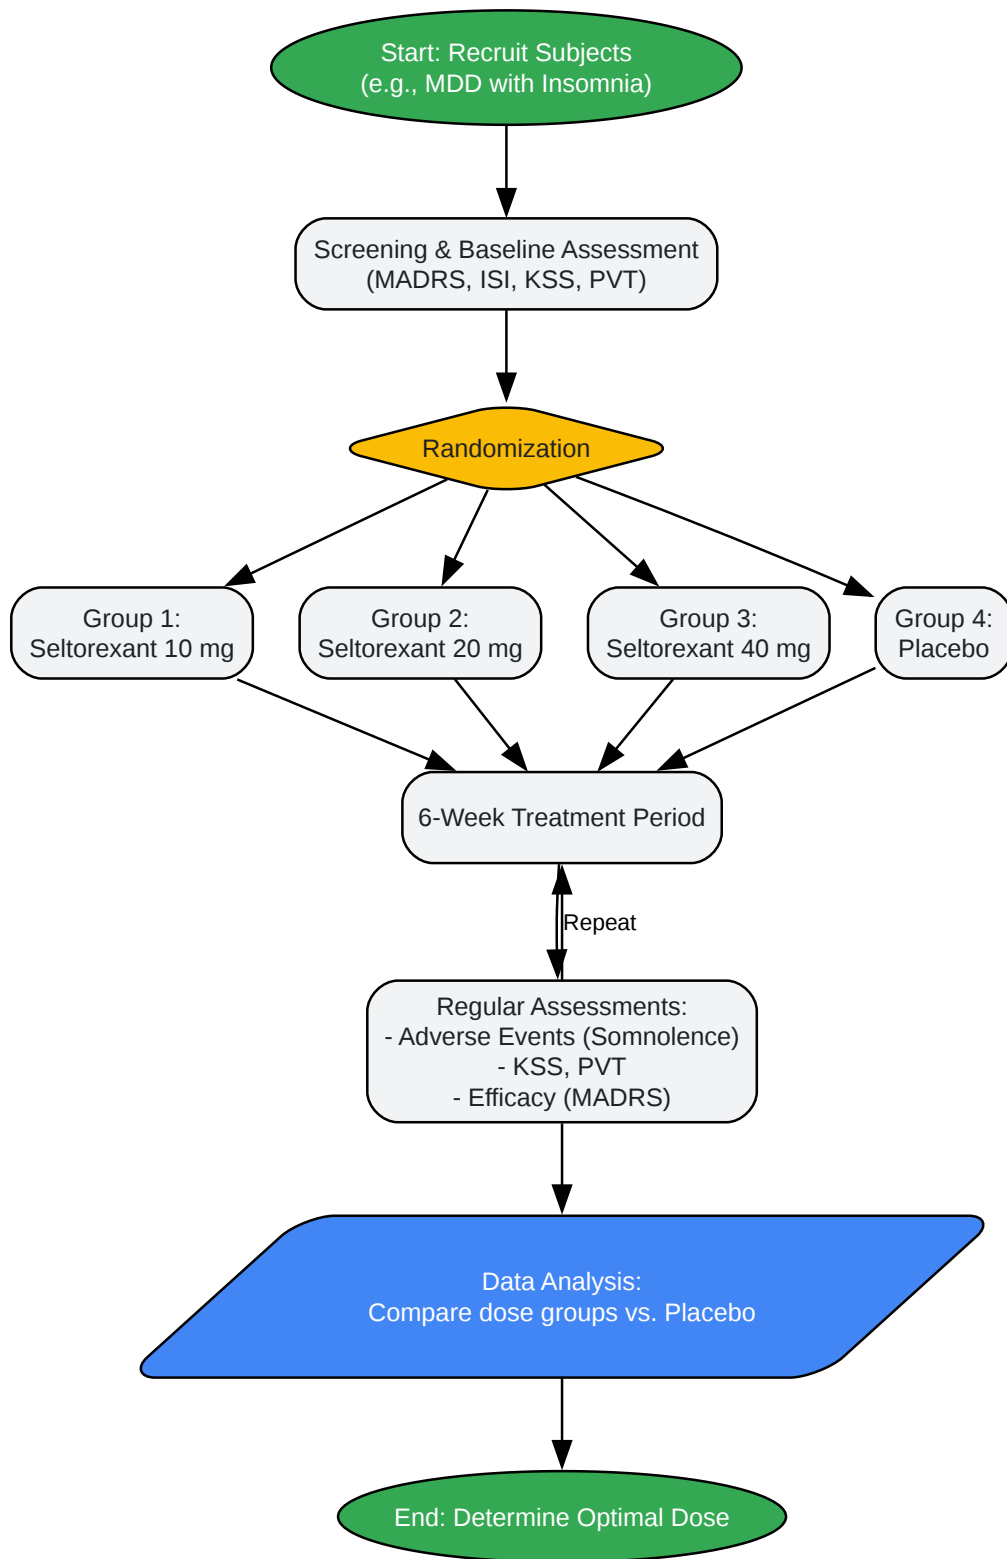 Start: Recruit Subjects
(e.g., MDD with Insomnia)
Screening & Baseline Assessment
(MADRS, ISI, KSS, PVT)
Randomization
Group 1:
Seltorexant 10 mg
Group 2:
Seltorexant 20 mg
Group 3:
Seltorexant 40 mg
Group 4:
Placebo
6-Week Treatment Period
Repeat
Regular Assessments:
- Adverse Events (Somnolence)
- KSS, PVT
- Efficacy (MADRS)
Data Analysis:
Compare dose groups vs. Placebo
End: Determine Optimal Dose